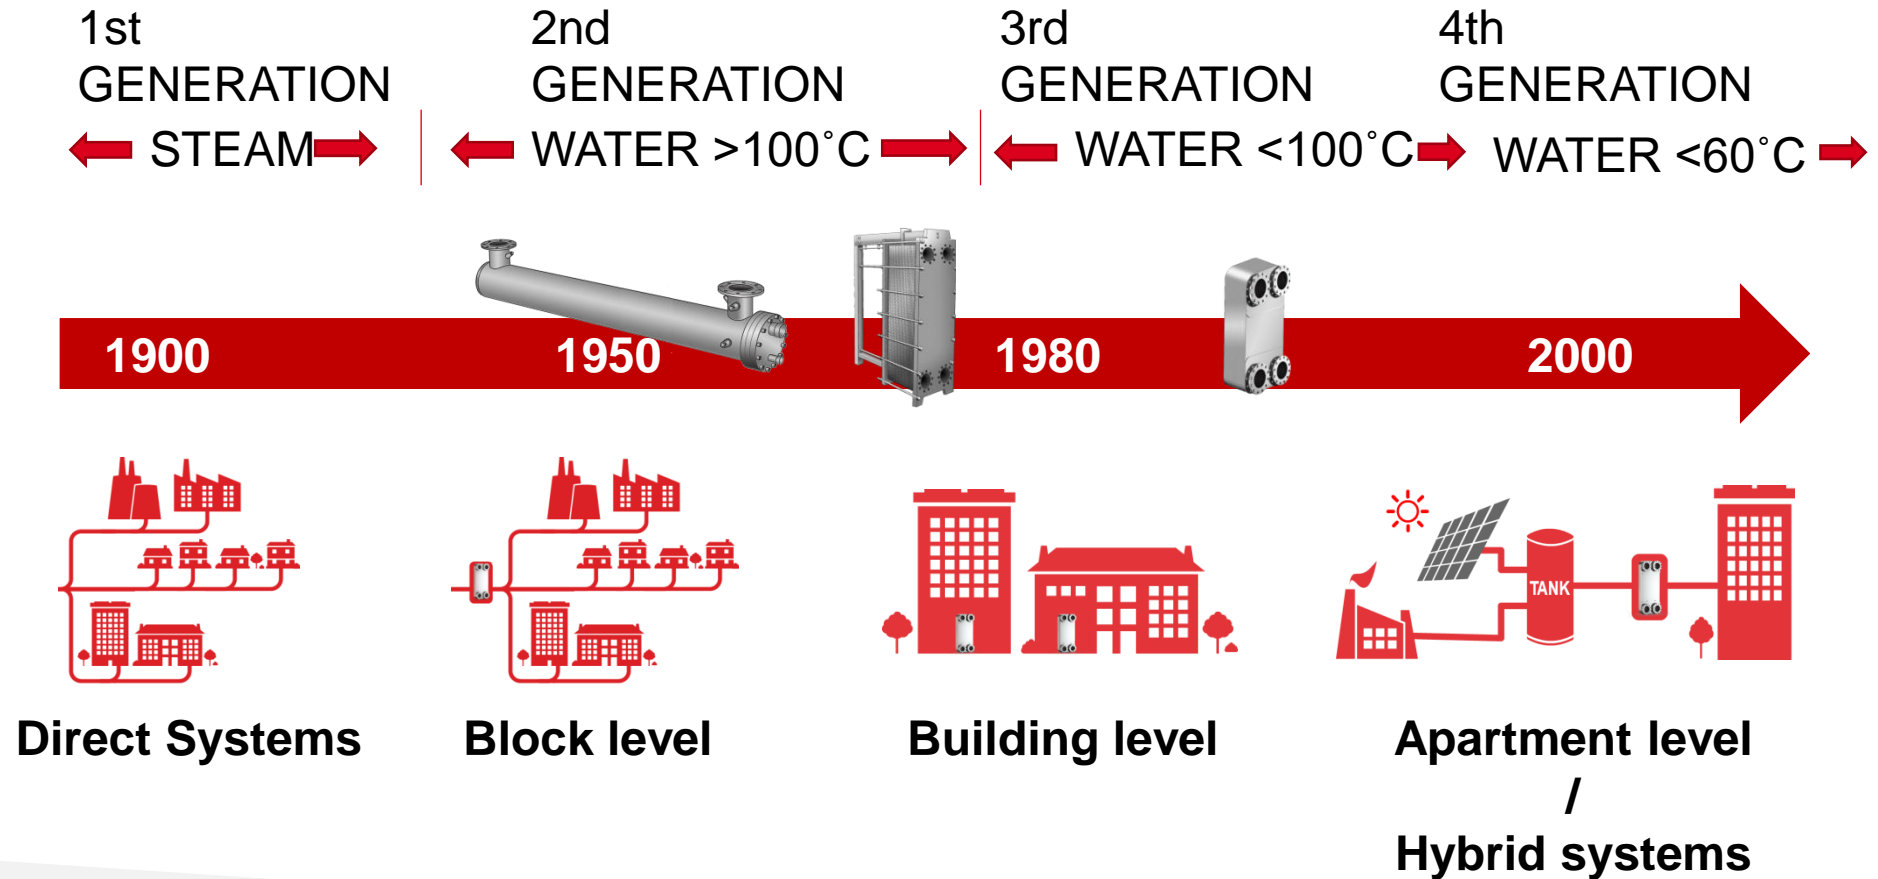 1st
GENERATION
STEAM
2nd
GENERATION
WATER >100˚C
3rd
GENERATION
WATER <100˚C
4th
GENERATION
WATER <60˚C
1900
1950
1980
2000
TANK
Direct Systems
Block level
Building level
Apartment level
/
Hybrid systems